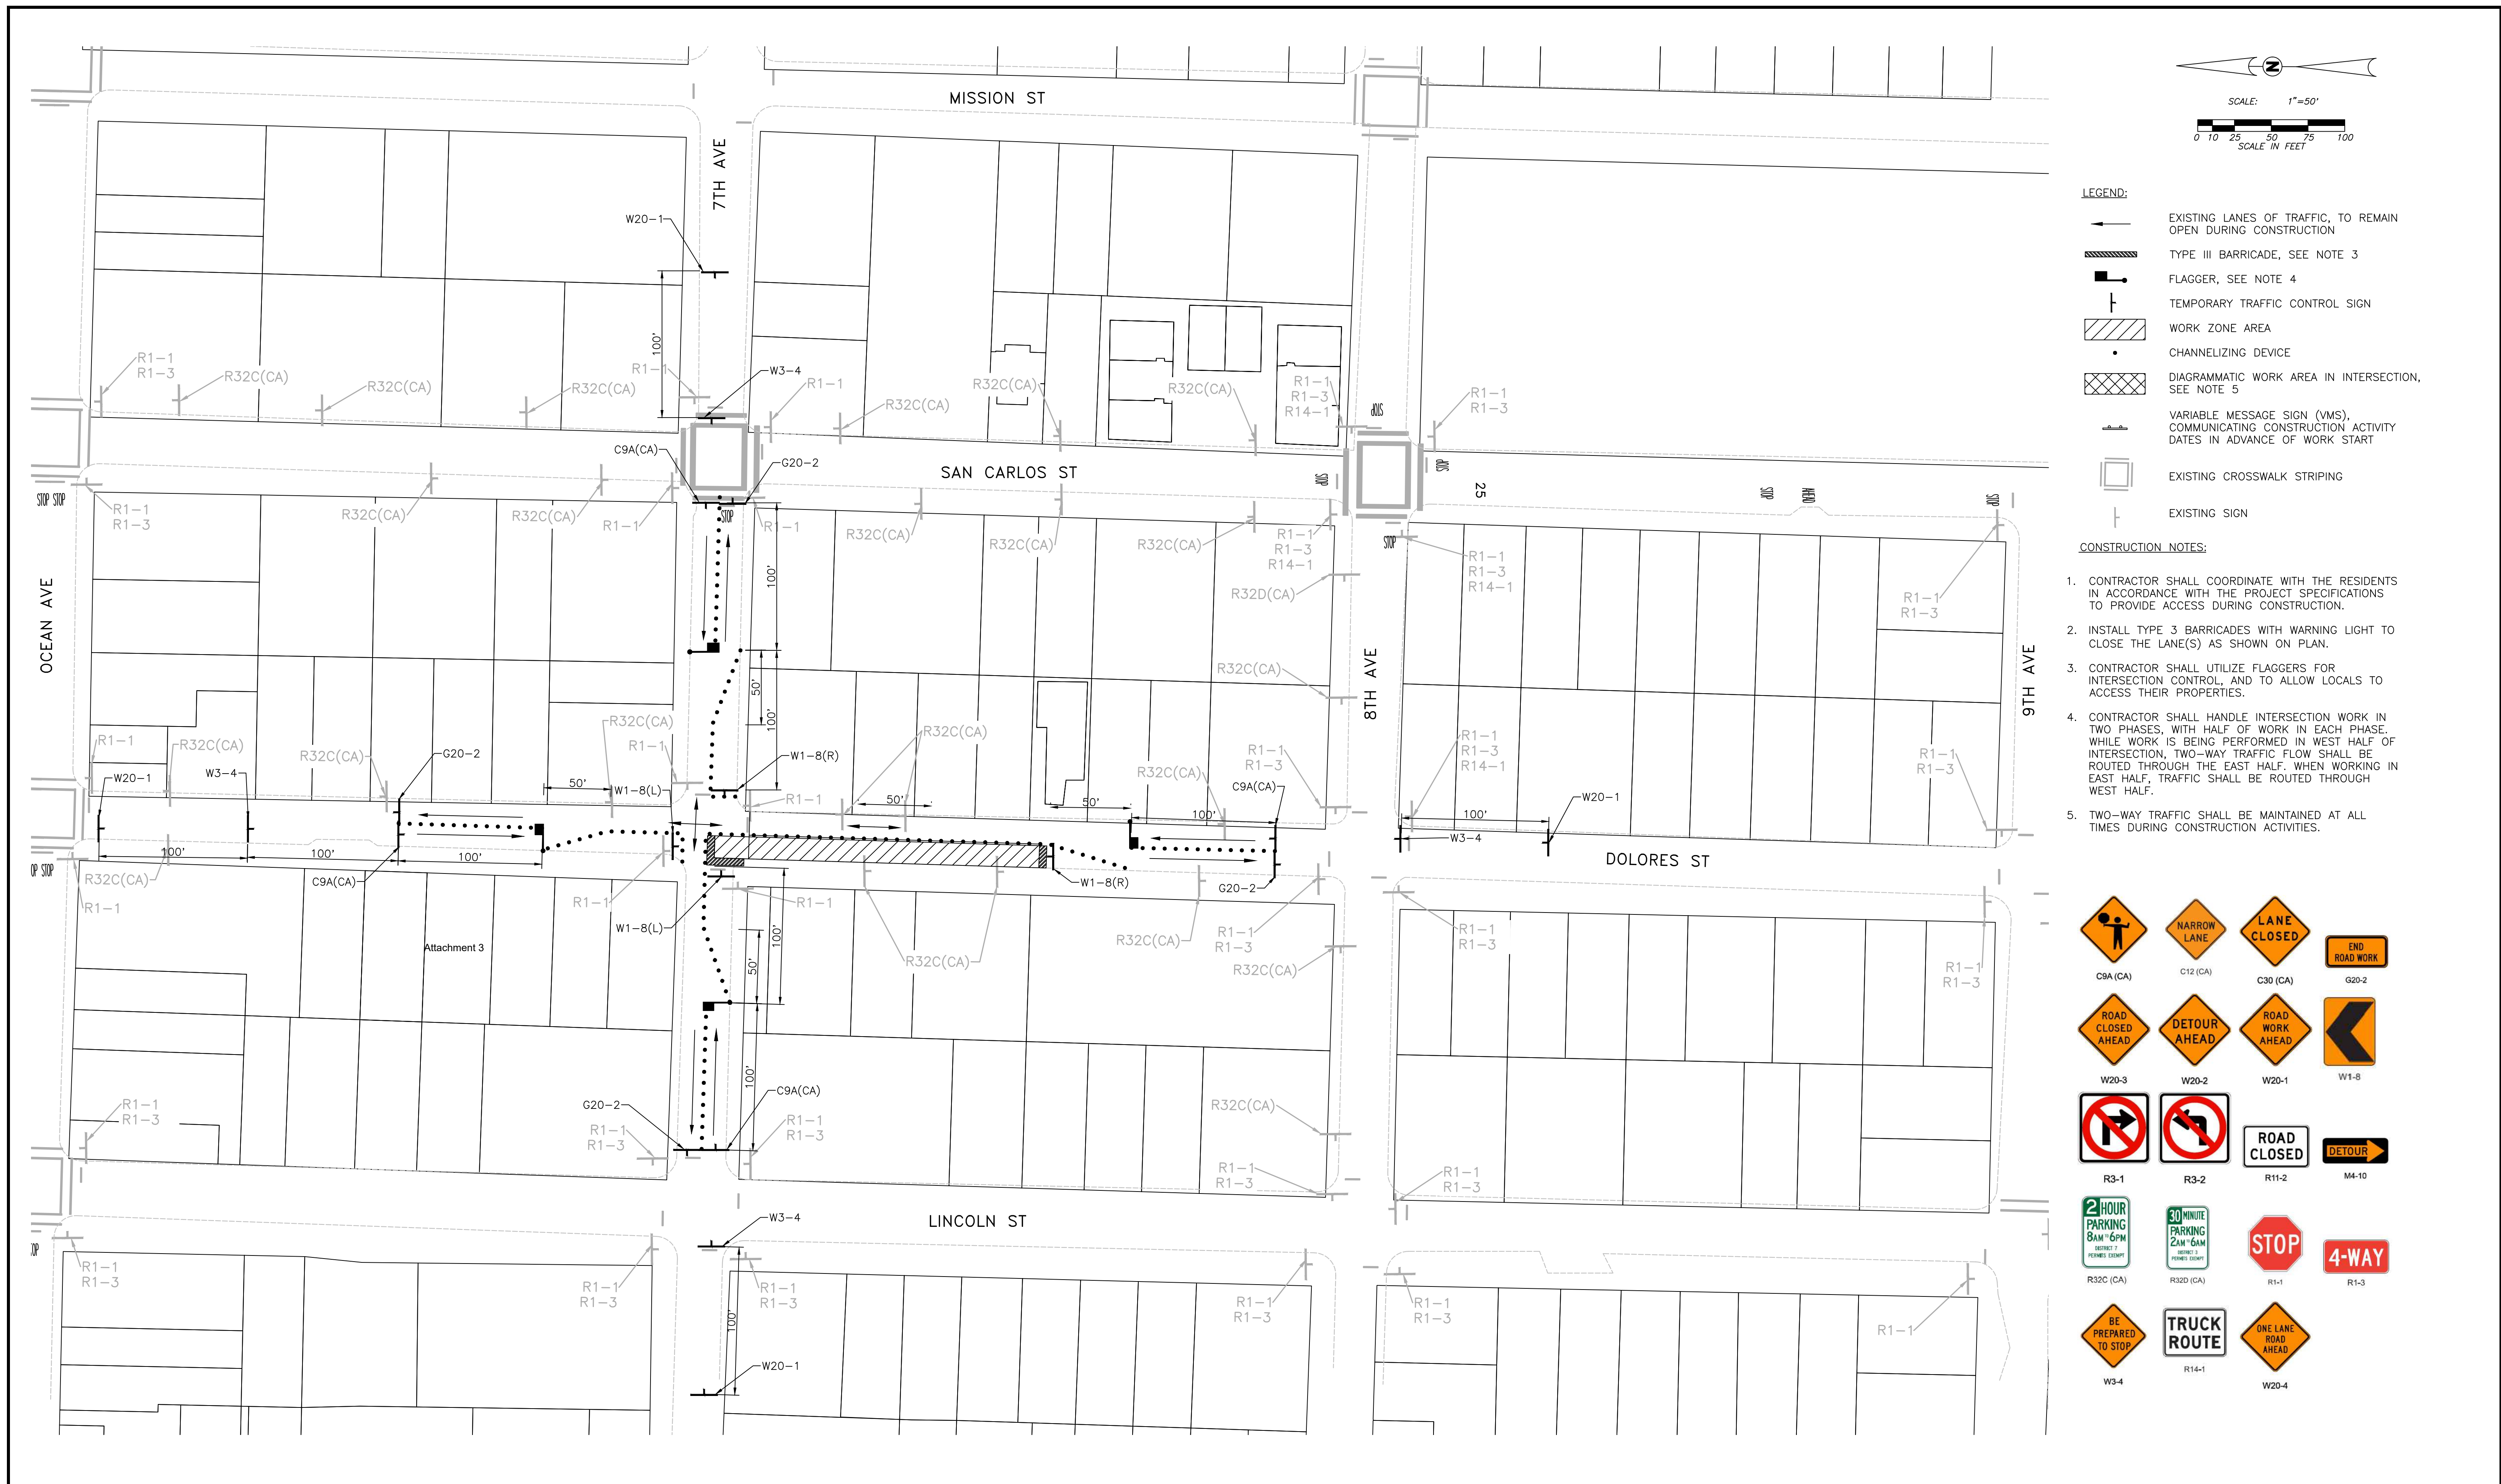 MISSION ST
7TH AVE
W20-1
100'
R1-1
R1-3
R32C(CA)
R32C(CA)
R32C(CA)
R1-1
W3-4
R1-1
R32C(CA)
R32C(CA)
R32C(CA)
R1-1
R1-3
R14-1
STOP
R1-1
R1-3
C9A(CA)
G20-2
SAN CARLOS ST
STOP
STOP
25
STOP
AHEAD
STOP
STOP STOP
R1-1
R1-3
R32C(CA)
R32C(CA)
R1-1
STOP
R1-1
R32C(CA)
R32C(CA)
R32C(CA)
R1-1
R1-3
R14-1
STOP
R1-1
R1-3
R14-1
R32D(CA)
R1-1
R1-3
100'
OCEAN AVE
8TH AVE
9TH AVE
R32C(CA)
50'
100'
R1-1
R32C(CA)
R32C(CA)
G20-2
R32C(CA)
R1-1
W1-8(R)
R32C(CA)
R1-1
R1-3
R1-1
R1-3
R14-1
R1-1
R1-3
W20-1
W3-4
50'
W1-8(L)
R1-1
50'
50'
R32C(CA)
C9A(CA)
100'
100'
W20-1
W3-4
100'
100'
100'
OP STOP
R32C(CA)
R1-1
C9A(CA)
R1-1
R1-1
W1-8(R)
G20-2
DOLORES ST
W1-8(L)
Attachment 3
100'
50'
R32C(CA)
R32C(CA)
R1-1
R1-3
R32C(CA)
R1-1
R1-3
R1-1
R1-3
100'
G20-2
C9A(CA)
R1-1
R1-3
R1-1
R1-3
R1-1
R1-3
R32C(CA)
R1-1
R1-3
R1-1
R1-3
LINCOLN ST
W3-4
OP
R1-1
R1-3
R1-1
R1-3
R1-1
R1-3
100'
R1-1
R1-3
R1-1
R1-3
R1-1
W20-1
N
SCALE: 1"=50'
0 10 25 50 75 100
SCALE IN FEET
LEGEND:
EXISTING LANES OF TRAFFIC, TO REMAIN
OPEN DURING CONSTRUCTION
TYPE III BARRICADE, SEE NOTE 3
FLAGGER, SEE NOTE 4
TEMPORARY TRAFFIC CONTROL SIGN
WORK ZONE AREA
CHANNELIZING DEVICE
DIAGRAMMATIC WORK AREA IN INTERSECTION,
SEE NOTE 5
VARIABLE MESSAGE SIGN (VMS),
COMMUNICATING CONSTRUCTION ACTIVITY
DATES IN ADVANCE OF WORK START
EXISTING CROSSWALK STRIPING
EXISTING SIGN
CONSTRUCTION NOTES:
1. CONTRACTOR SHALL COORDINATE WITH THE RESIDENTS
IN ACCORDANCE WITH THE PROJECT SPECIFICATIONS
TO PROVIDE ACCESS DURING CONSTRUCTION.
2. INSTALL TYPE 3 BARRICADES WITH WARNING LIGHT TO
CLOSE THE LANE(S) AS SHOWN ON PLAN.
3. CONTRACTOR SHALL UTILIZE FLAGGERS FOR
INTERSECTION CONTROL, AND TO ALLOW LOCALS TO
ACCESS THEIR PROPERTIES.
4. CONTRACTOR SHALL HANDLE INTERSECTION WORK IN
TWO PHASES, WITH HALF OF WORK IN EACH PHASE.
WHILE WORK IS BEING PERFORMED IN WEST HALF OF
INTERSECTION, TWO-WAY TRAFFIC FLOW SHALL BE
ROUTED THROUGH THE EAST HALF. WHEN WORKING IN
EAST HALF, TRAFFIC SHALL BE ROUTED THROUGH
WEST HALF.
5. TWO-WAY TRAFFIC SHALL BE MAINTAINED AT ALL
TIMES DURING CONSTRUCTION ACTIVITIES.
C9A (CA)
NARROW
LANE
C12 (CA)
LANE
CLOSED
C30 (CA)
END
ROAD WORK
G20-2
ROAD
CLOSED
AHEAD
W20-3
DETOUR
AHEAD
W20-2
ROAD
WORK
AHEAD
W20-1
W1-8
R3-1
R3-2
ROAD
CLOSED
R11-2
DETOUR
M4-10
2 HOUR
PARKING
8AM TO 6PM
DISTRICT 7
PERMITS EXEMPT
R32C (CA)
30 MINUTE
PARKING
2AM TO 6AM
PERMITS EXEMPT
R32D (CA)
STOP
R1-1
4-WAY
R1-3
BE
PREPARED
TO STOP
W3-4
TRUCK
ROUTE
R14-1
ONE LANE
ROAD
AHEAD
W20-4